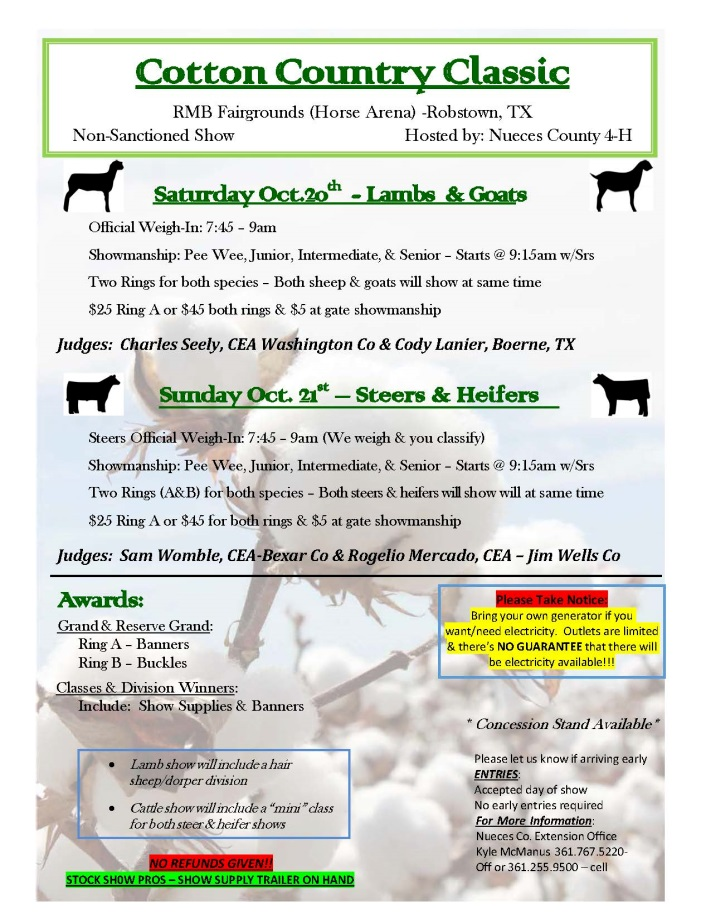 Cotton Country Classic
RMB Fairgrounds (Horse Arena) -Robstown, TX
Non-Sanctioned Show Hosted by: Nueces County 4-H
Saturday Oct.20th - Lambs & Goats
Official Weigh-In: 7:45 – 9am
Showmanship: Pee Wee, Junior, Intermediate, & Senior – Starts @ 9:15am w/Srs
Two Rings for both species – Both sheep & goats will show at same time
$25 Ring A or $45 both rings & $5 at gate showmanship
Judges: Charles Seely, CEA Washington Co & Cody Lanier, Boerne, TX
Sunday Oct. 21st – Steers & Heifers
Steers Official Weigh-In: 7:45 – 9am (We weigh & you classify)
Showmanship: Pee Wee, Junior, Intermediate, & Senior – Starts @ 9:15am w/Srs
Two Rings (A&B) for both species – Both steers & heifers will show will at same time
$25 Ring A or $45 for both rings & $5 at gate showmanship
Judges: Sam Womble, CEA-Bexar Co & Rogelio Mercado, CEA – Jim Wells Co
Awards:
Grand & Reserve Grand:
Ring A – Banners
Ring B – Buckles
Classes & Division Winners:
Include: Show Supplies & Banners
• Lamb show will include a hair
sheep/dorper division
• Cattle show will include a “mini” class
for both steer & heifer shows
NO REFUNDS GIVEN!!
STOCK SHOW PROS – SHOW SUPPLY TRAILER ON HAND
Please Take Notice:
Bring your own generator if you
want/need electricity. Outlets are limited
& there’s NO GUARANTEE that there will
be electricity available!!!
* Concession Stand Available*
Please let us know if arriving early
ENTRIES:
Accepted day of show
No early entries required
For More Information:
Nueces Co. Extension Office
Kyle McManus 361.767.5220-
Off or 361.255.9500 – cell